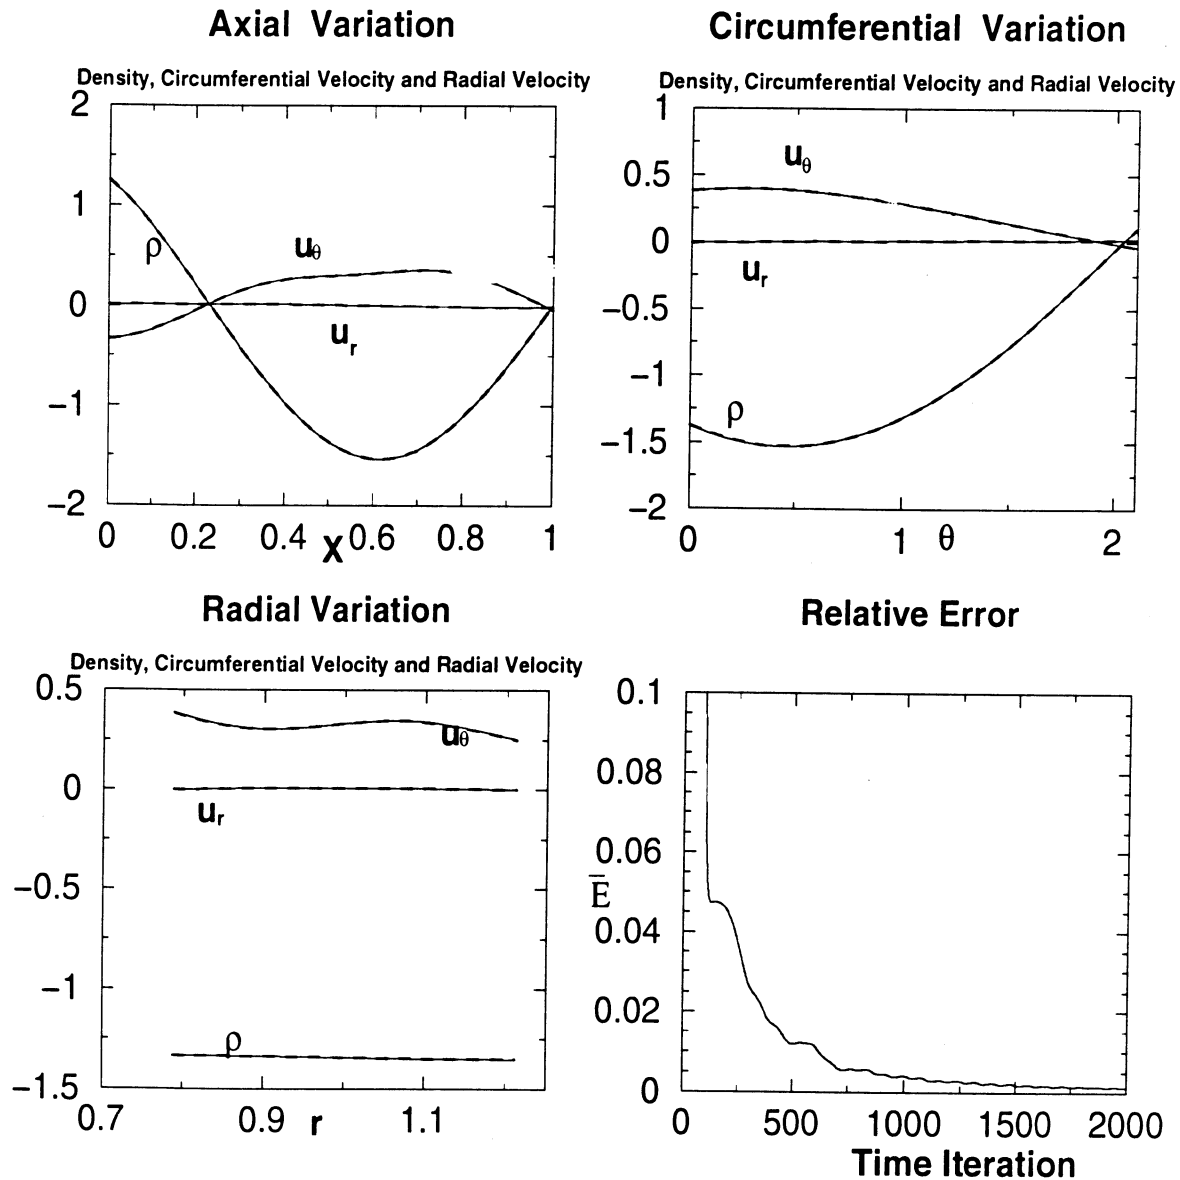 Axial Variation
Density, Circumferential Velocity and Radial Velocity
2
1
0
−1
−2
ρ
uθ
ur
0 0.2 0.4 0.6 0.8 1
X
Circumferential Variation
Density, Circumferential Velocity and Radial Velocity
1
0.5
0
−0.5
−1
−1.5
−2
uθ
ur
ρ
0 1 θ 2
Radial Variation
Density, Circumferential Velocity and Radial Velocity
0.5
0
−0.5
−1
−1.5
uθ
ur
ρ
0.7 0.9 r 1.1
Relative Error
0.1
0.08
0.06
Ē
0.04
0.02
0
0 500 1000 1500 2000
Time Iteration